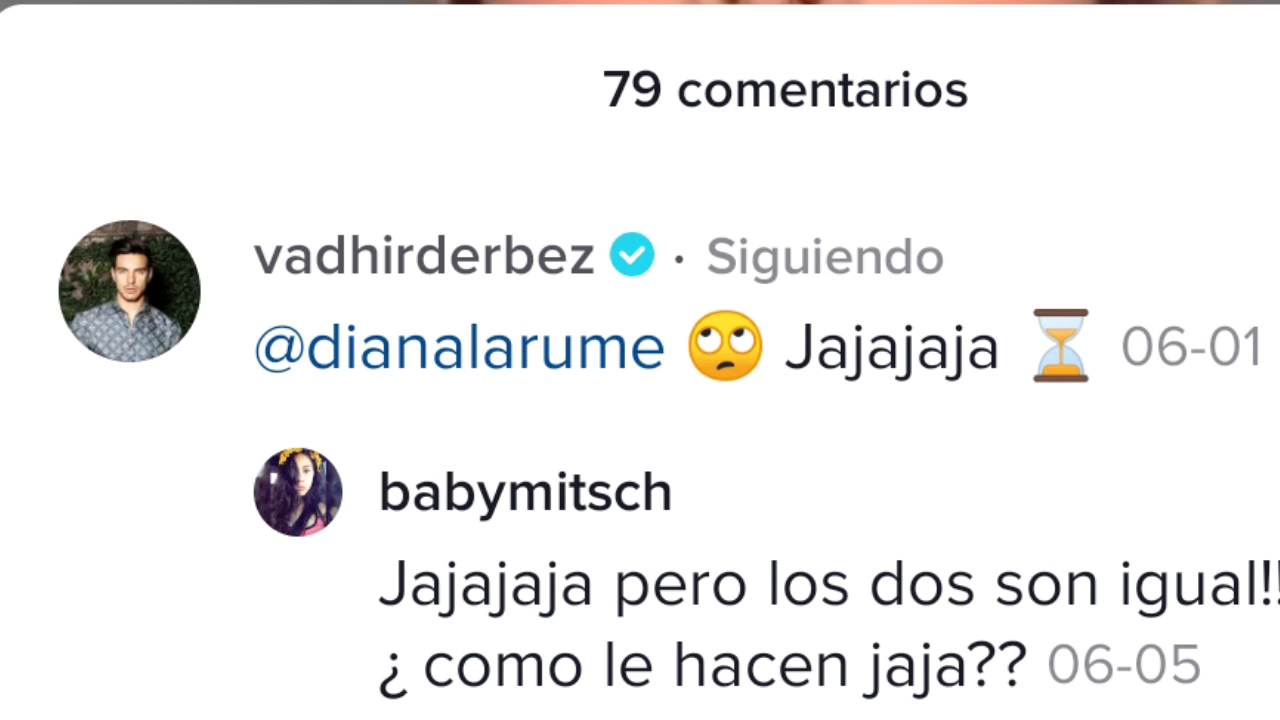 79 comentarios
vadhirderbez · Siguiendo
@dianalarume 🙄 Jajajaja ⏳ 06-01
babymitsch
Jajajaja pero los dos son igual!!
¿ como le hacen jaja?? 06-05